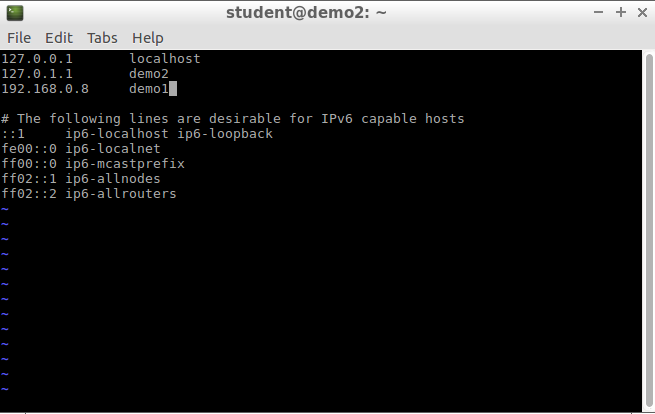 student@demo2: ~
File Edit Tabs Help
127.0.0.1       localhost
127.0.1.1       demo2
192.168.0.8     demo1

# The following lines are desirable for IPv6 capable hosts
::1     ip6-localhost ip6-loopback
fe00::0 ip6-localnet
ff00::0 ip6-mcastprefix
ff02::1 ip6-allnodes
ff02::2 ip6-allrouters
~
~
~
~
~
~
~
~
~
~
~
~
~